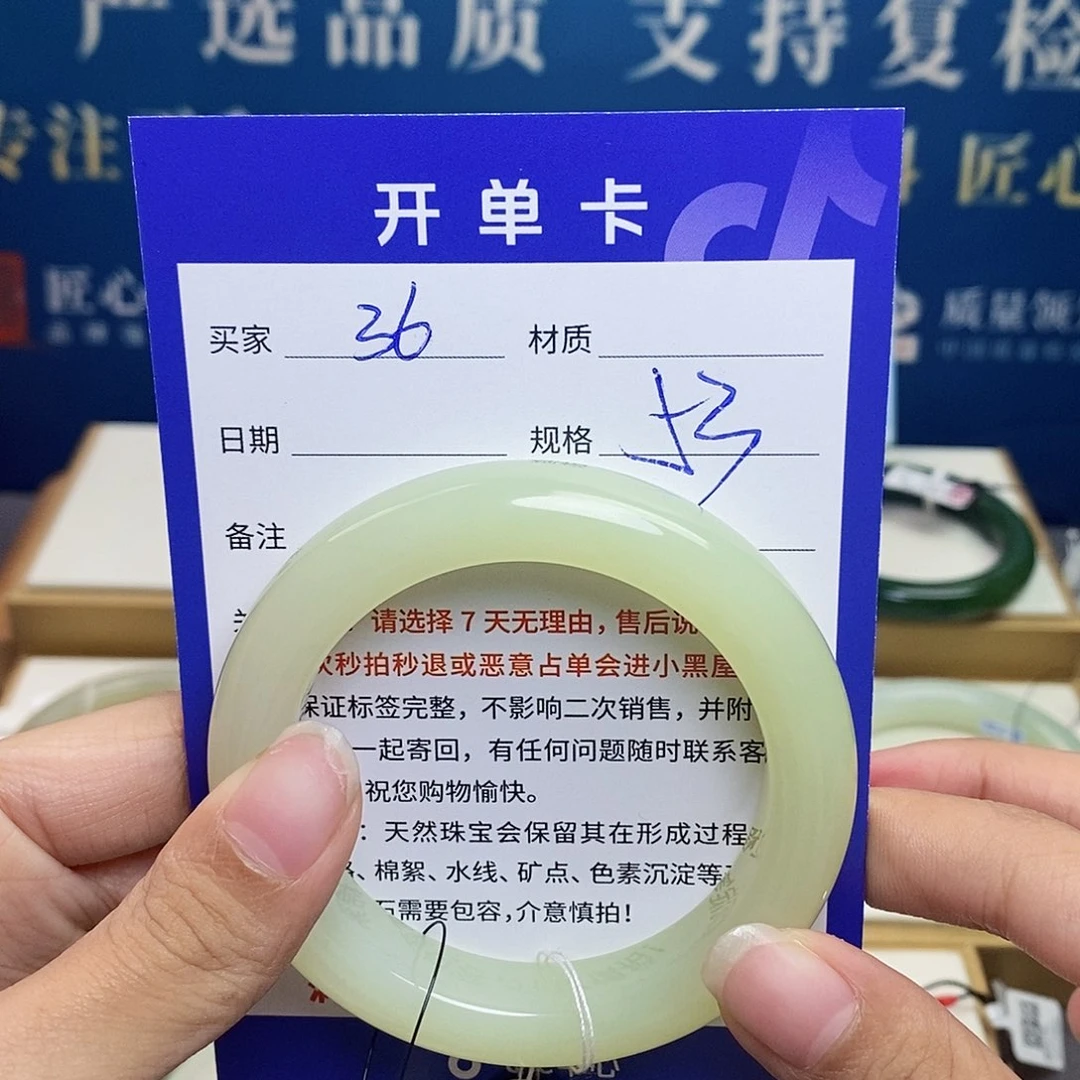 严选品质 支持复检
专注
匠心
匠心
质量
开单卡
买家 36 材质
日期 规格
备注
请选择7天无理由，售后说
秒拍秒退或恶意占单会进小黑屋
保证标签完整，不影响二次销售，并附
一起寄回，有任何问题随时联系客
祝您购物愉快。
：天然珠宝会保留其在形成过程
、棉絮、水线、矿点、色素沉淀等
石需要包容，介意慎拍！